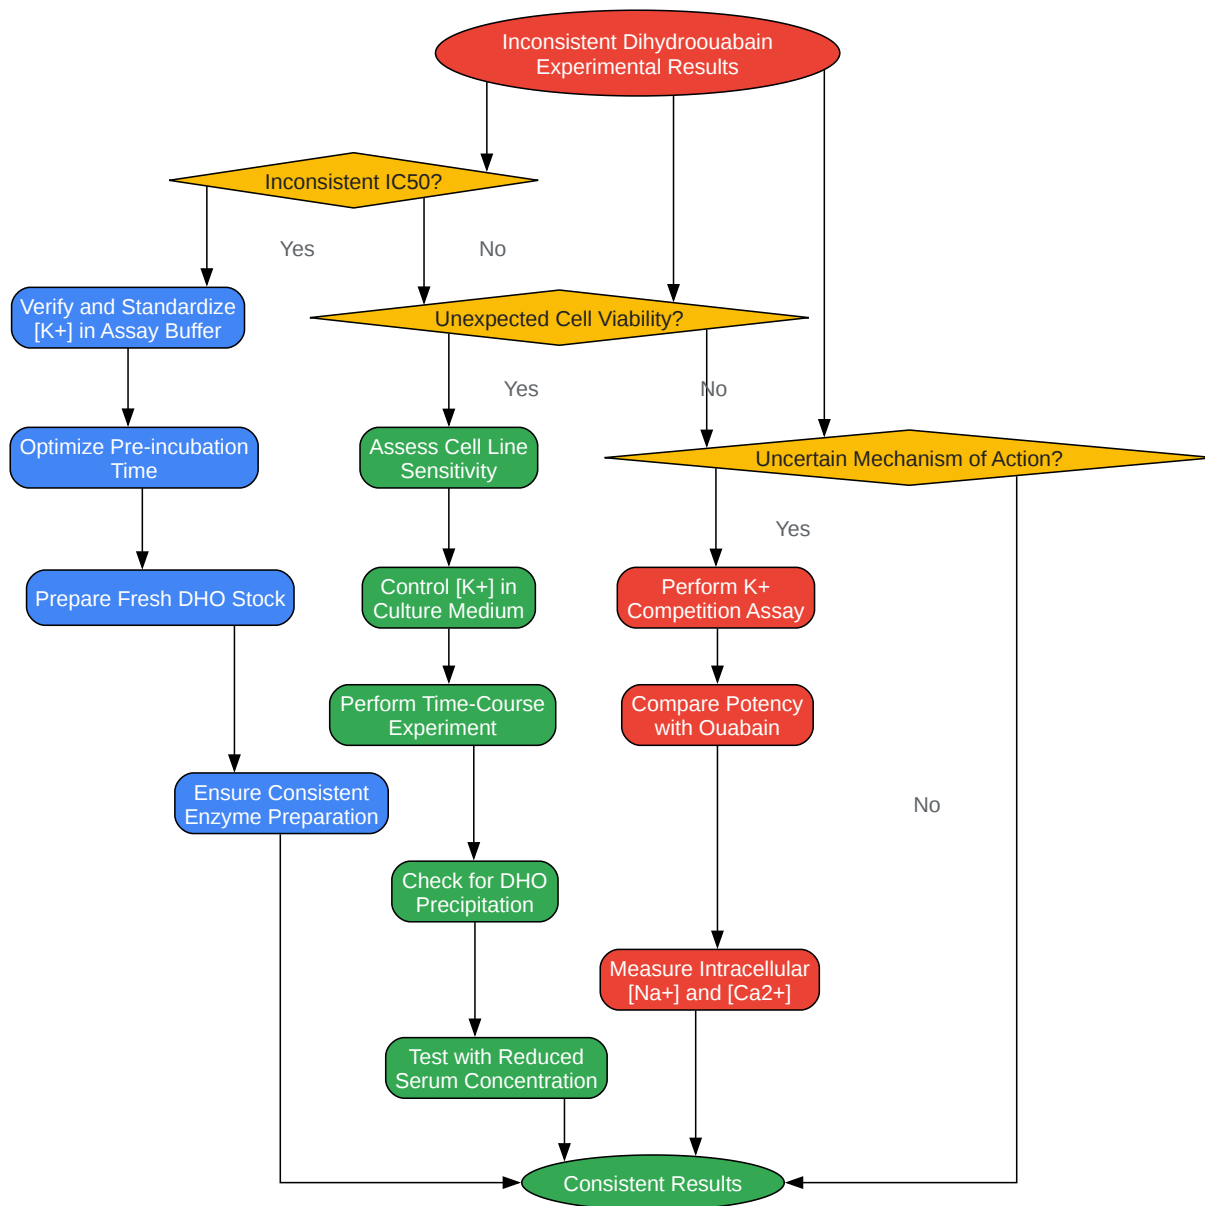 Inconsistent Dihydroouabain
Experimental Results
Inconsistent IC50?
Yes
No
Verify and Standardize
[K+] in Assay Buffer
Unexpected Cell Viability?
Yes
No
Optimize Pre-incubation
Time
Assess Cell Line
Sensitivity
Uncertain Mechanism of Action?
Yes
Prepare Fresh DHO Stock
Control [K+] in
Culture Medium
Perform K+
Competition Assay
Perform Time-Course
Experiment
Compare Potency
with Ouabain
Ensure Consistent
Enzyme Preparation
No
Check for DHO
Precipitation
Measure Intracellular
[Na+] and [Ca2+]
Test with Reduced
Serum Concentration
Consistent Results